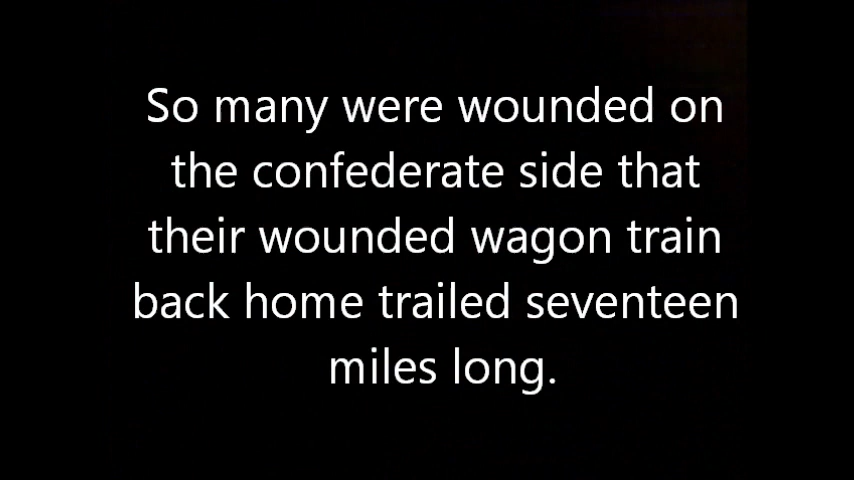 So many were wounded on
the confederate side that
their wounded wagon train
back home trailed seventeen
miles long.